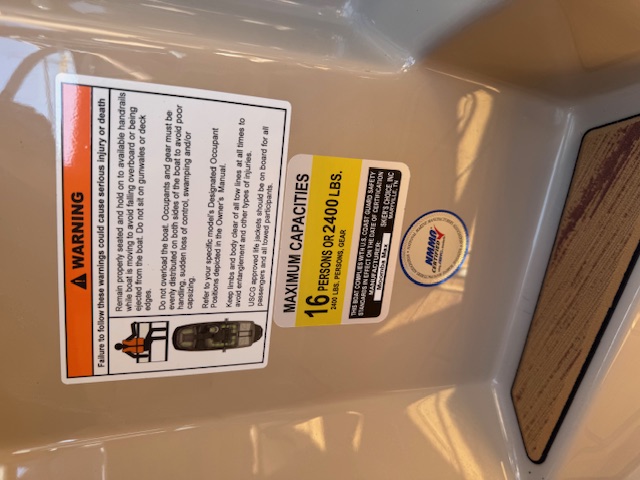 WARNING
Failure to follow these warnings could cause serious injury or death
Remain properly seated and hold on to available handrails
while boat is moving to avoid falling overboard or being
ejected from the boat. Do not sit on gunwales or deck
edges.
Do not overload the boat. Occupants and gear must be
evenly distributed on both sides of the boat to avoid poor
handling, sudden loss of control, swamping and/or
capsizing.
Refer to your specific model's Designated Occupant
Positions depicted in the Owner's Manual.
Keep limbs and body clear of all tow lines at all times to
avoid entanglement and other types of injuries.
USCG approved life jackets should be on board for all
passengers and all towed participants.
MAXIMUM CAPACITIES
16 PERSONS OR 2400 LBS.
2400 LBS. PERSONS, GEAR
THIS BOAT COMPLIES WITH U.S. COAST GUARD SAFETY
STANDARDS IN EFFECT ON THE DATE OF CERTIFICATION
MANUFACTURER: SKIER'S CHOICE, INC
Moomba Max MARYVILLE, TN
NMMA
CERTIFIED